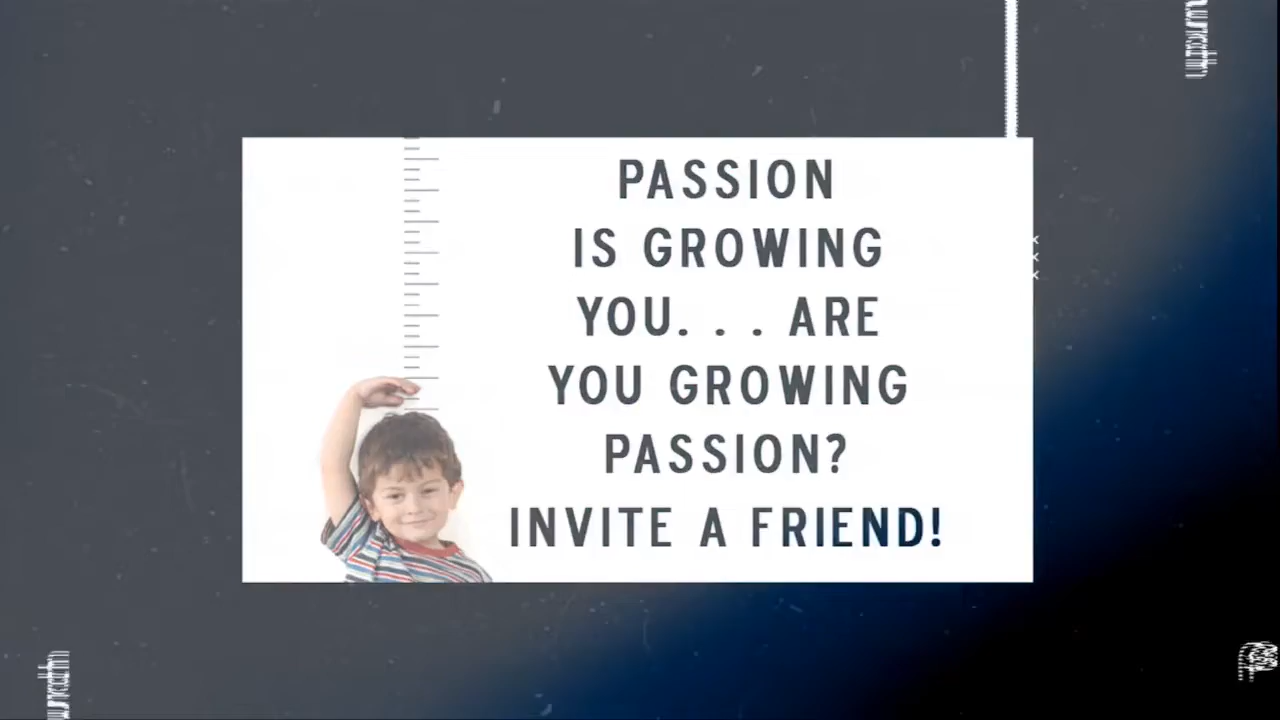 PASSION
IS GROWING
YOU. . . ARE
YOU GROWING
PASSION?
INVITE A FRIEND!